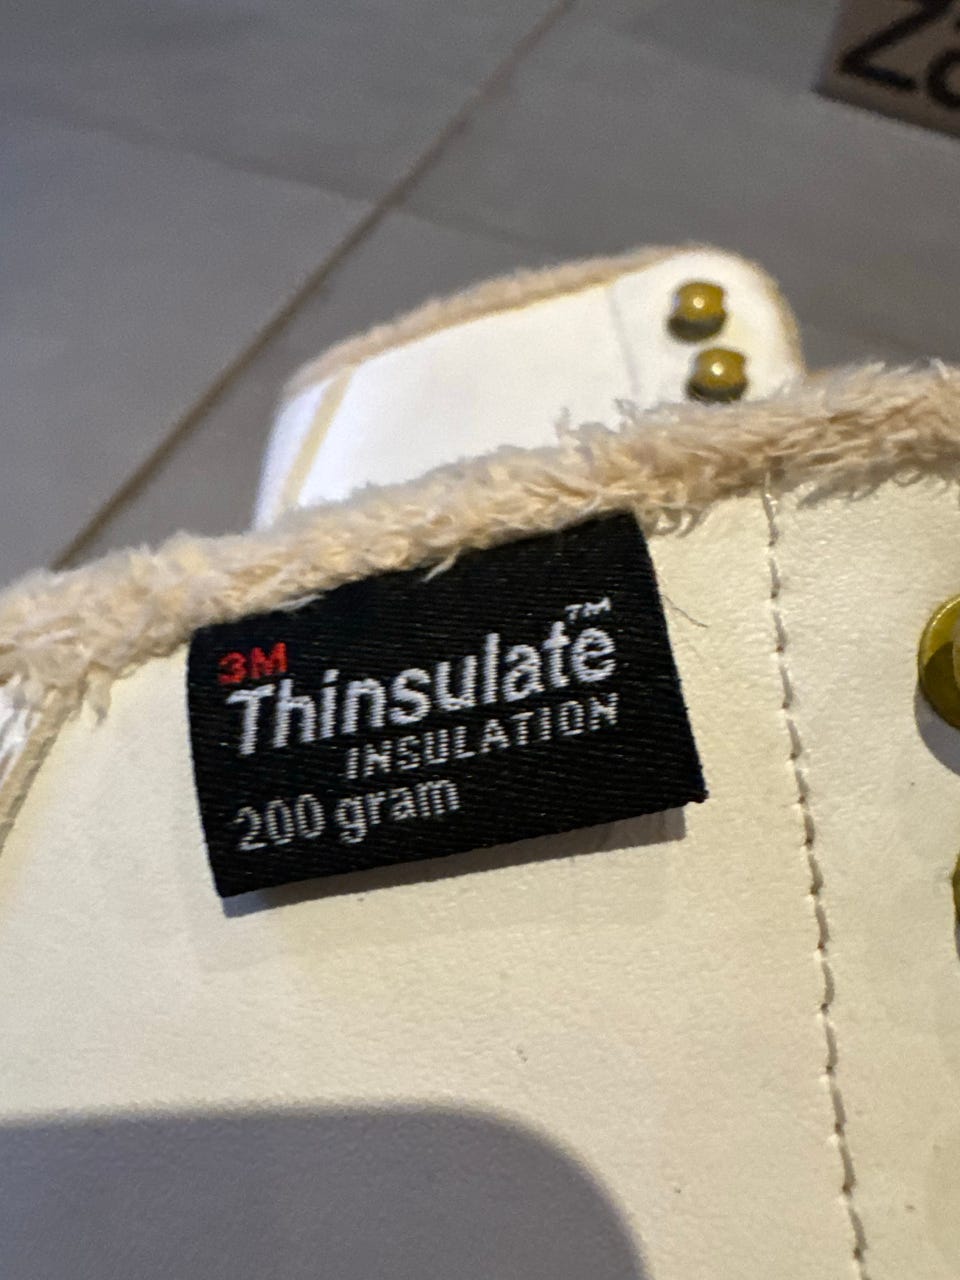 3M
Thinsulate™
INSULATION
200 gram